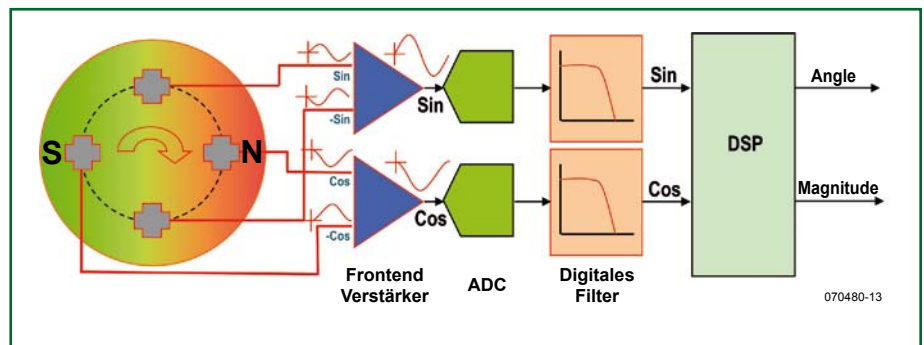 S
N
Sin
-Sin
Cos
-Cos
Sin
Cos
Frontend
Verstärker
ADC
Digitales
Filter
Sin
Cos
DSP
Angle
Magnitude
070480-13